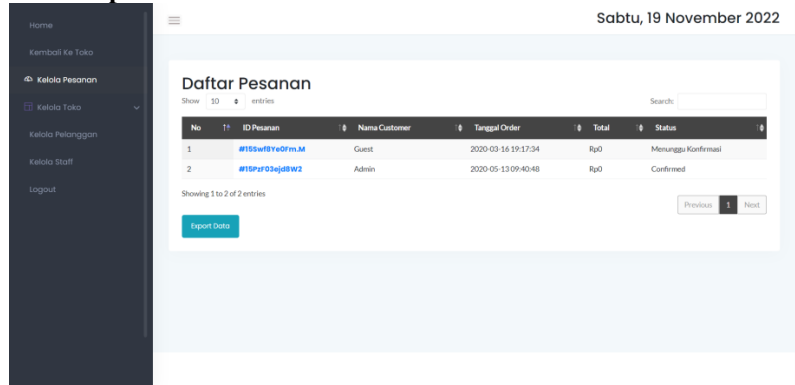 Sabtu, 19 November 2022
Home
Kembali Ke Toko
Kelola Pesanan
Kelola Toko
Kelola Pelanggan
Kelola Staff
Logout
Daftar Pesanan
Show 10 entries Search:
No ID Pesanan Nama Customer Tanggal Order Total Status
1 #15Swf8Ye0Fm.M Guest 2020-03-16 19:17:34 Rp0 Menunggu Konfirmasi
2 #15PzF03ejd8W2 Admin 2020-05-13 09:40:48 Rp0 Confirmed
Showing 1 to 2 of 2 entries
Previous 1 Next
Export Data